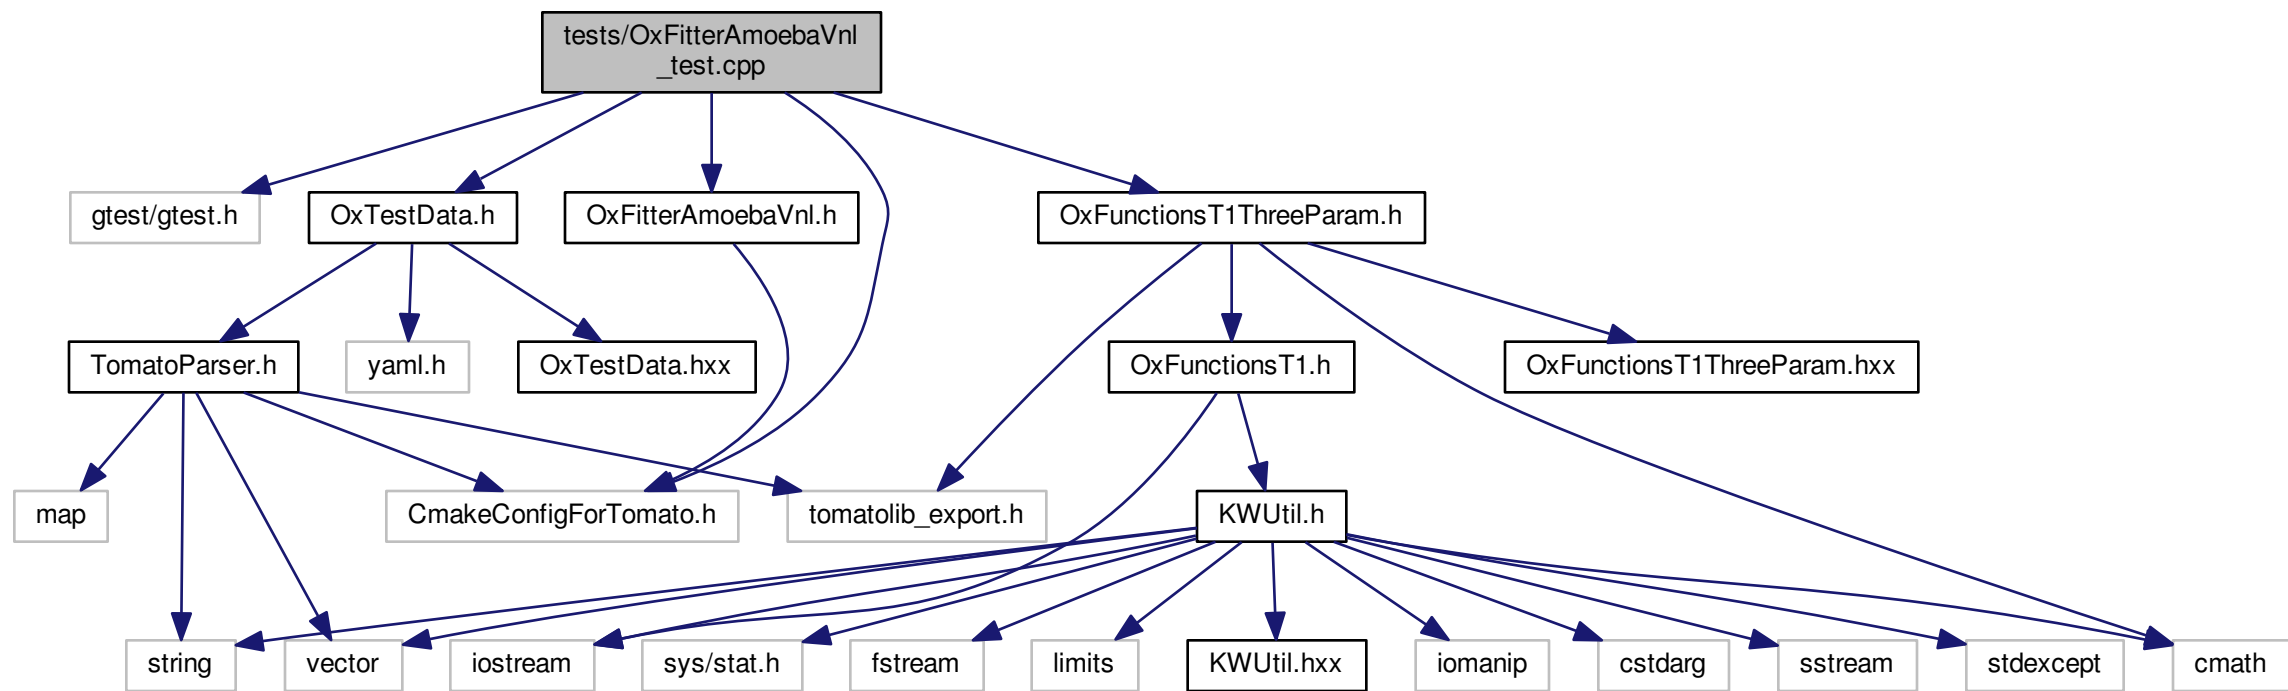 tests/OxFitterAmoebaVnl
_test.cpp
gtest/gtest.h
OxTestData.h
OxFitterAmoebaVnl.h
OxFunctionsT1ThreeParam.h
TomatoParser.h
yaml.h
OxTestData.hxx
OxFunctionsT1.h
OxFunctionsT1ThreeParam.hxx
map
CmakeConfigForTomato.h
tomatolib_export.h
KWUtil.h
string
vector
iostream
sys/stat.h
fstream
limits
KWUtil.hxx
iomanip
cstdarg
sstream
stdexcept
cmath